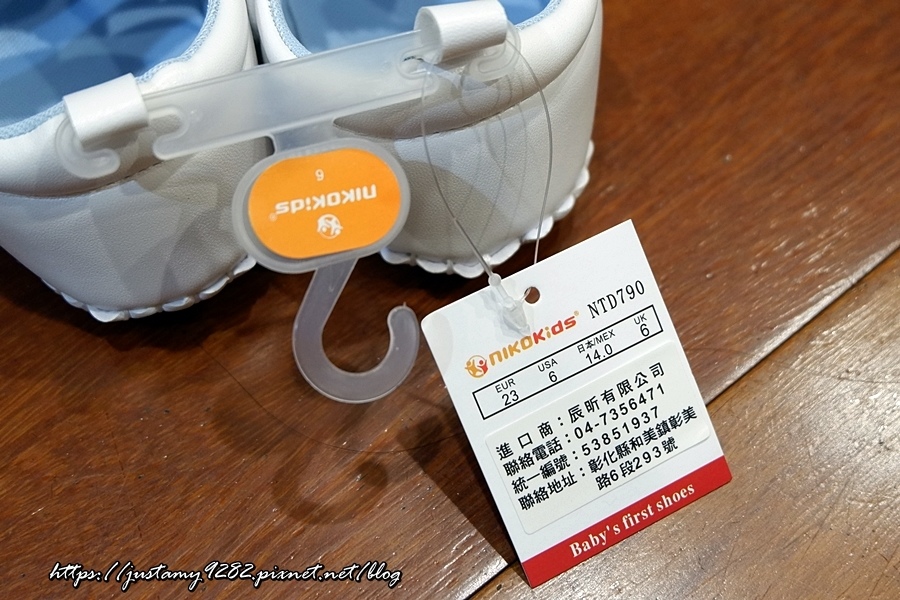 6
NIKOKids®
NIKOKids® NTD790
EUR USA 日本/MEX UK
23 6 14.0 6
進口商：辰昕有限公司
聯絡電話：04-7356471
統一編號：53851937
聯絡地址：彰化縣和美鎮彰美
路6段293號
Baby's first shoes
https://justamy9282.pixnet.net/blog